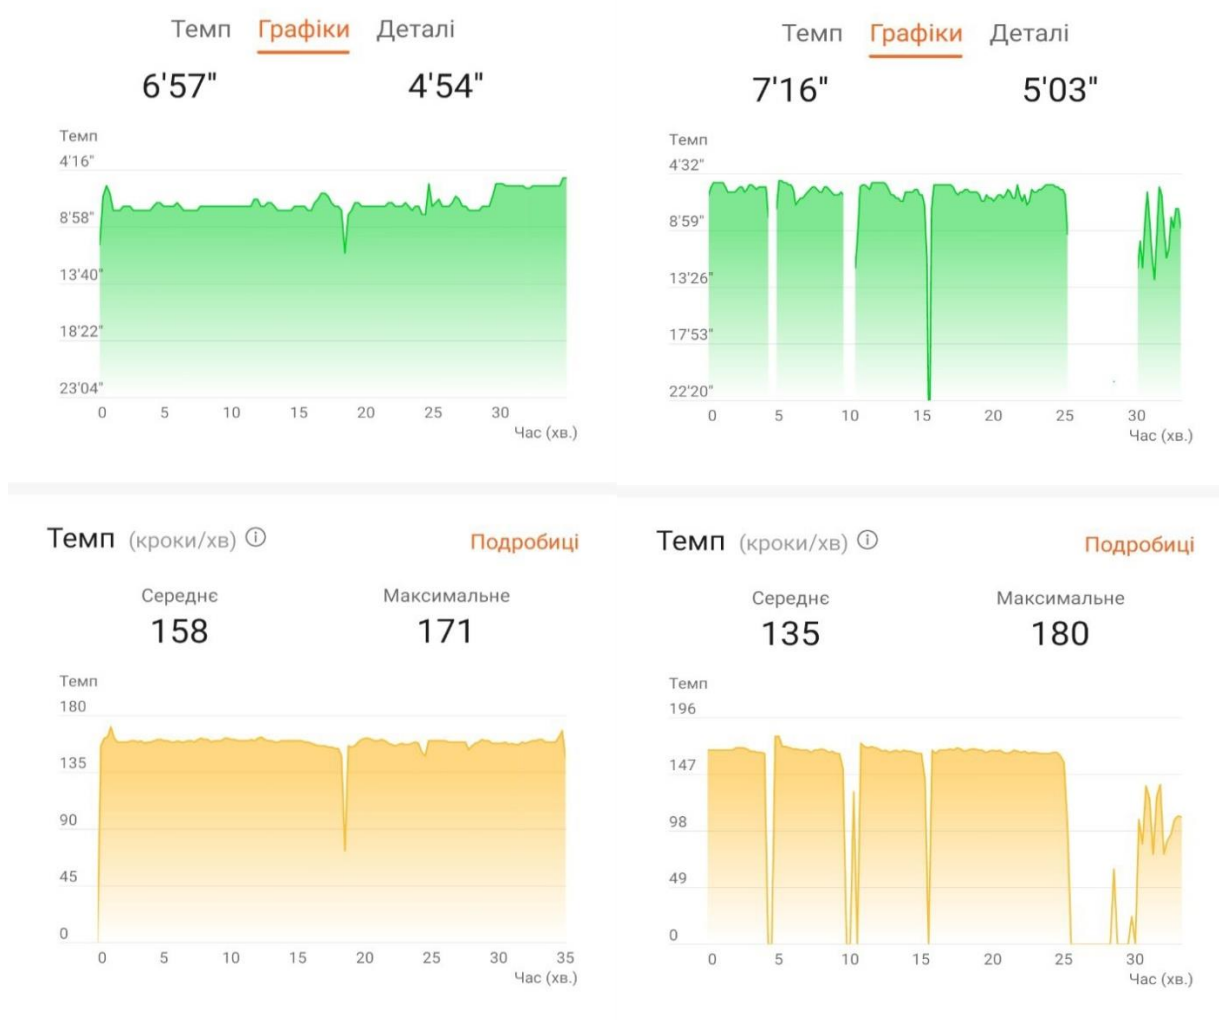 Темп Графіки Деталі
6'57" 4'54"
Темп
4'16"
8'58"
13'40"
18'22"
23'04"
0 5 10 15 20 25 30
Час (хв.)
Темп (кроки/хв) Подробиці
Середнє Максимальне
158 171
Темп
180
135
90
45
0
0 5 10 15 20 25 30 35
Час (хв.)
Темп Графіки Деталі
7'16" 5'03"
Темп
4'32"
8'59"
13'26"
17'53"
22'20"
0 5 10 15 20 25 30
Час (хв.)
Темп (кроки/хв) Подробиці
Середнє Максимальне
135 180
Темп
196
147
98
49
0
0 5 10 15 20 25 30
Час (хв.)